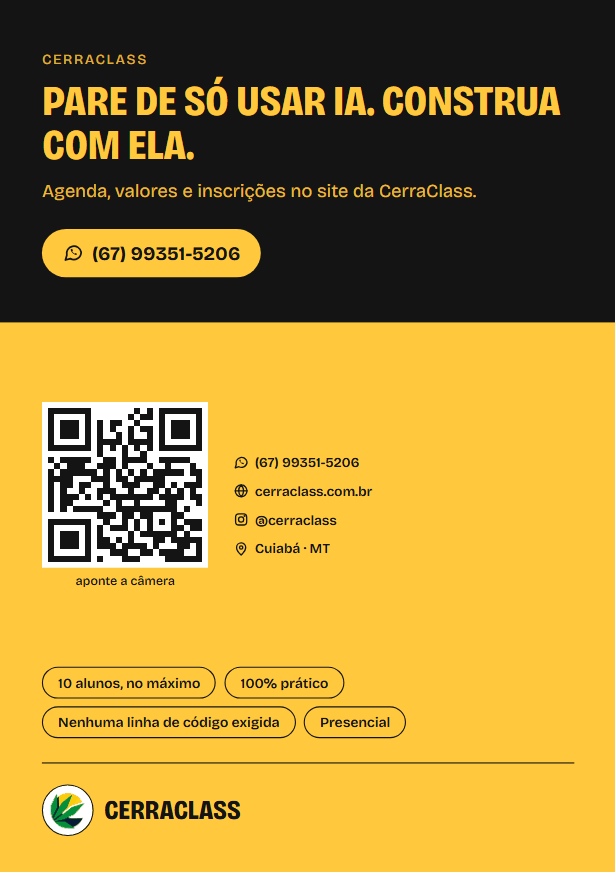 CERRACLASS
PARE DE SÓ USAR IA. CONSTRUA
COM ELA.
Agenda, valores e inscrições no site da CerraClass.
(67) 99351-5206
(67) 99351-5206
cerraclass.com.br
@cerraclass
Cuiabá · MT
aponte a câmera
10 alunos, no máximo
100% prático
Nenhuma linha de código exigida
Presencial
CERRACLASS